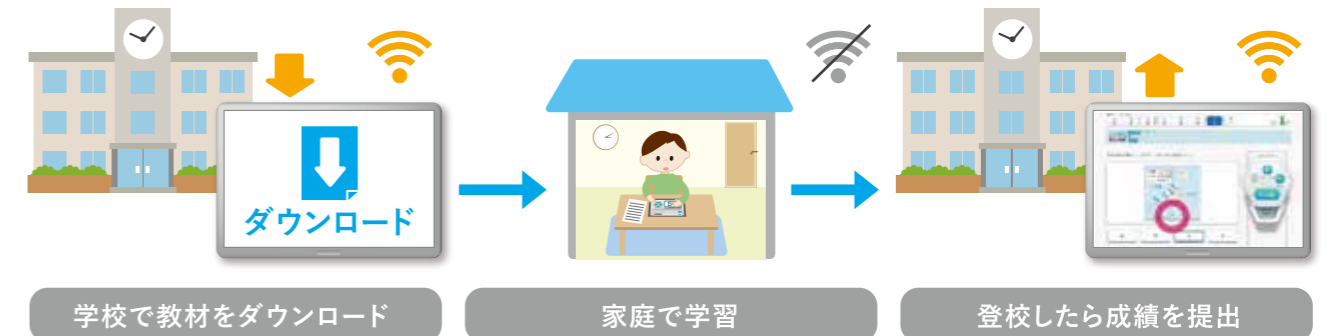 ダウンロード
学校で教材をダウンロード
家庭で学習
登校したら成績を提出